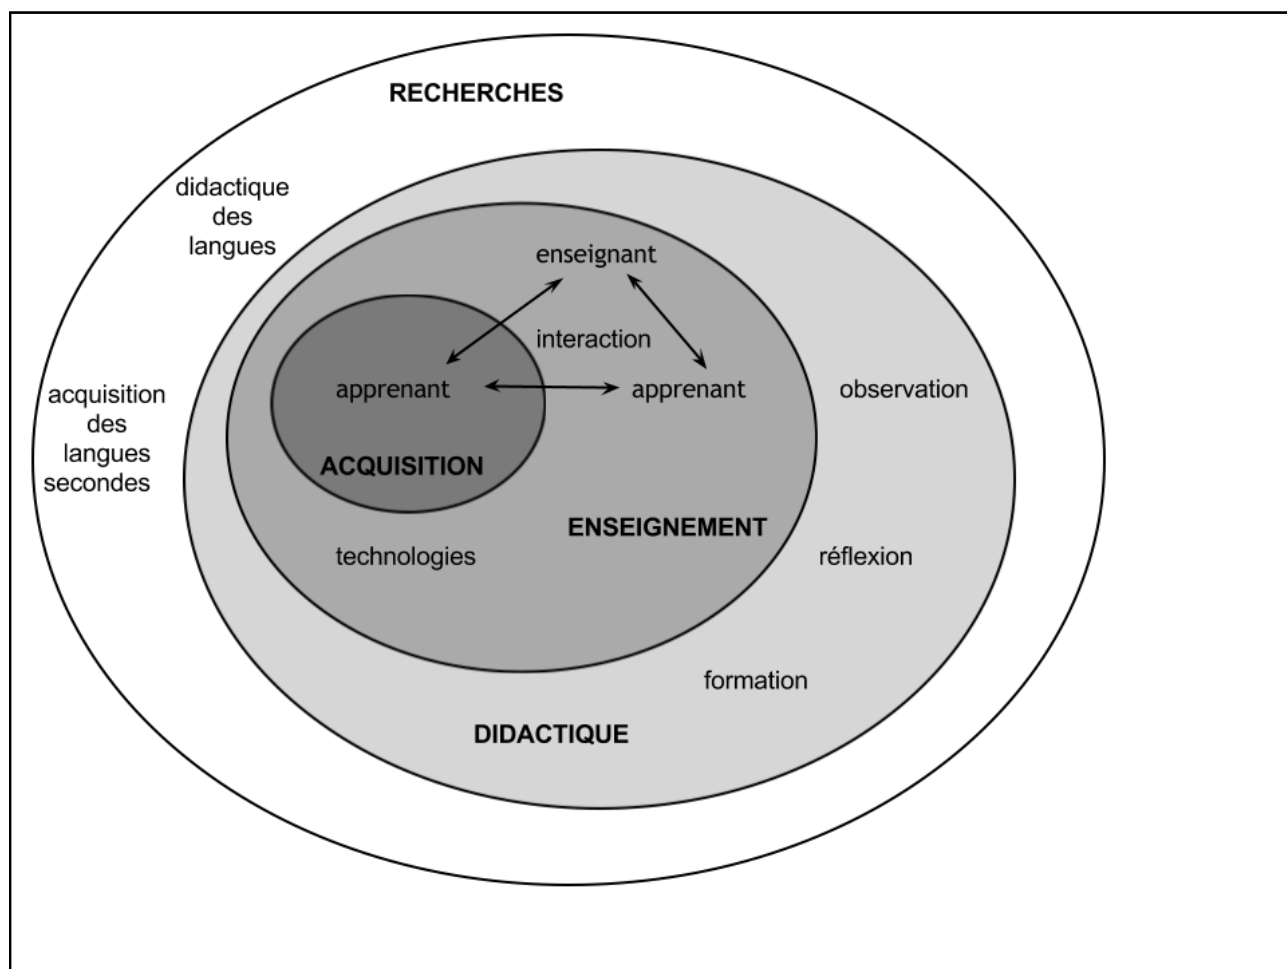 RECHERCHES
didactique
des
langues
enseignant
interaction
apprenant
apprenant
observation
acquisition
des
langues
secondes
ACQUISITION
ENSEIGNEMENT
technologies
réflexion
formation
DIDACTIQUE